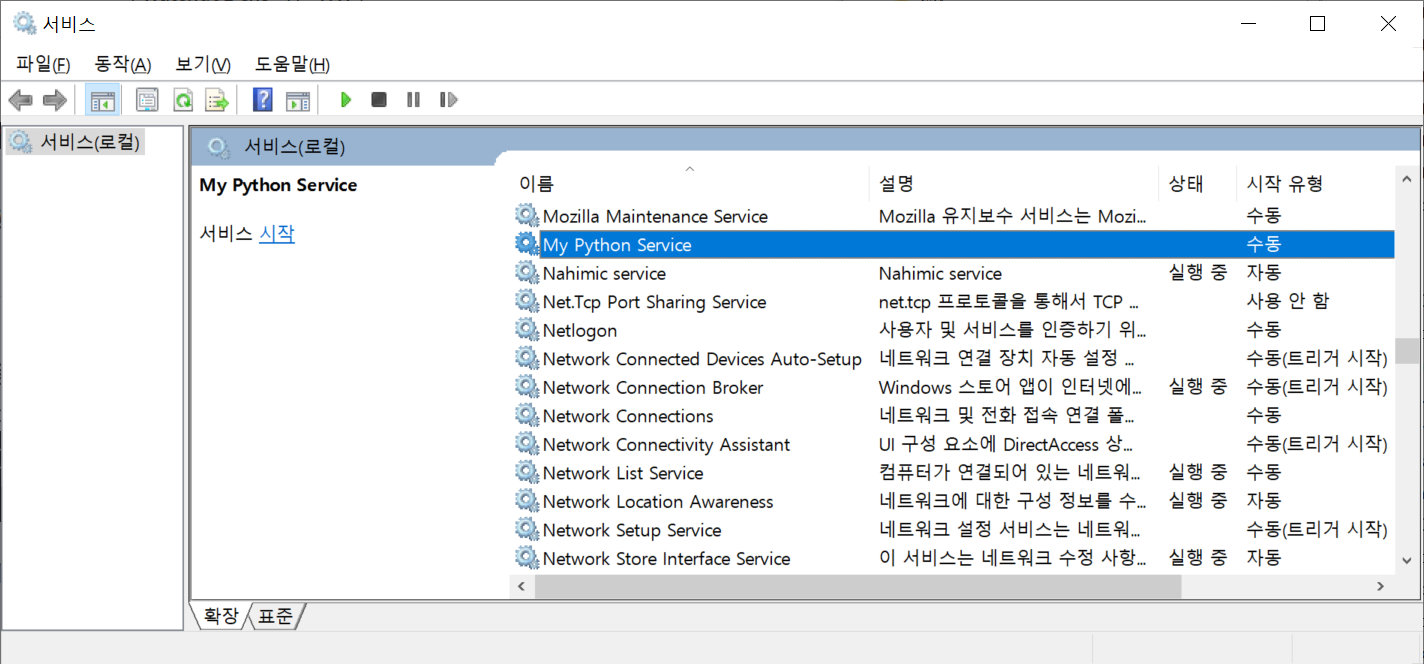 서비스
파일(F) 동작(A) 보기(V) 도움말(H)
서비스(로컬)
서비스(로컬)
My Python Service
서비스 시작
이름 설명 상태 시작 유형
Mozilla Maintenance Service Mozilla 유지보수 서비스는 Mozi... 수동
My Python Service 수동
Nahimic service Nahimic service 실행 중 자동
Net.Tcp Port Sharing Service net.tcp 프로토콜을 통해서 TCP ... 사용 안 함
Netlogon 사용자 및 서비스를 인증하기 위... 수동
Network Connected Devices Auto-Setup 네트워크 연결 장치 자동 설정 ... 수동(트리거 시작)
Network Connection Broker Windows 스토어 앱이 인터넷에... 실행 중 수동(트리거 시작)
Network Connections 네트워크 및 전화 접속 연결 폴... 수동
Network Connectivity Assistant UI 구성 요소에 DirectAccess 상... 수동(트리거 시작)
Network List Service 컴퓨터가 연결되어 있는 네트워... 실행 중 수동
Network Location Awareness 네트워크에 대한 구성 정보를 수... 실행 중 자동
Network Setup Service 네트워크 설정 서비스는 네트워... 수동(트리거 시작)
Network Store Interface Service 이 서비스는 네트워크 수정 사항... 실행 중 자동
확장 표준